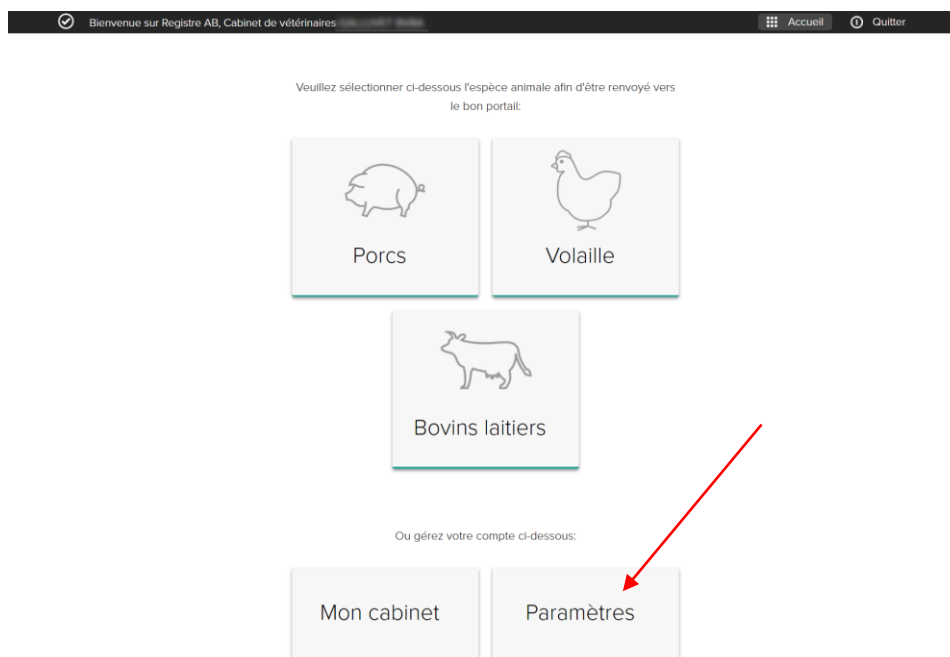 Bienvenue sur Registre AB, Cabinet de vétérinaires
Accueil
Quitter
Veuillez sélectionner ci-dessous l'espèce animale afin d'être renvoyé vers
le bon portail:
Porcs
Volaille
Bovins laitiers
Ou gérez votre compte ci-dessous:
Mon cabinet
Paramètres